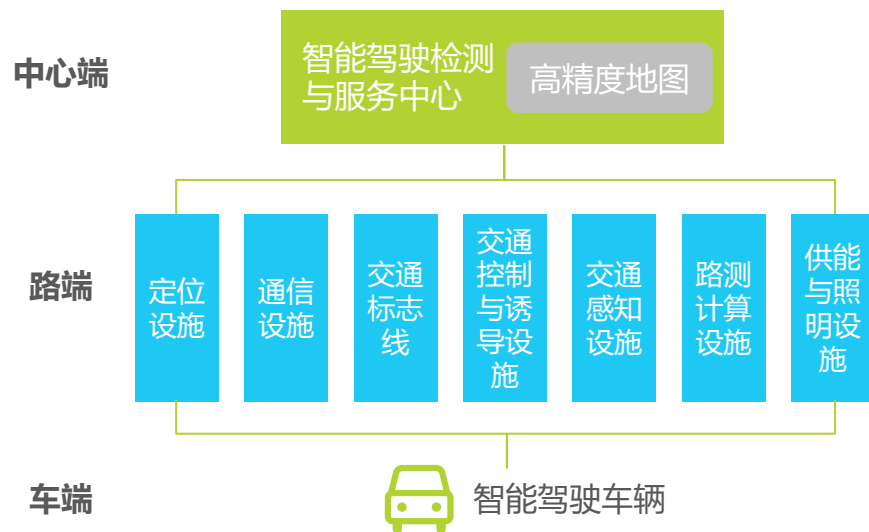 中心端
智能驾驶检测
与服务中心
高精度地图
路端
定位
设施
通信
设施
交通
标志
线
交通
控制
与诱
导设
施
交通
感知
设施
路测
计算
设施
供能
与照
明设
施
车端
智能驾驶车辆